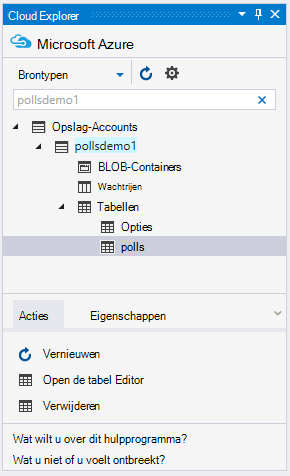 Cloud Explorer
Microsoft Azure
Brontypen
pollsdemo1
Opslag-Accounts
pollsdemo1
BLOB-Containers
Wachtrijen
Tabellen
Opties
polls
Acties
Eigenschappen
Vernieuwen
Open de tabel Editor
Verwijderen
Wat wilt u over dit hulpprogramma?
Wat u niet of u voelt ontbreekt?